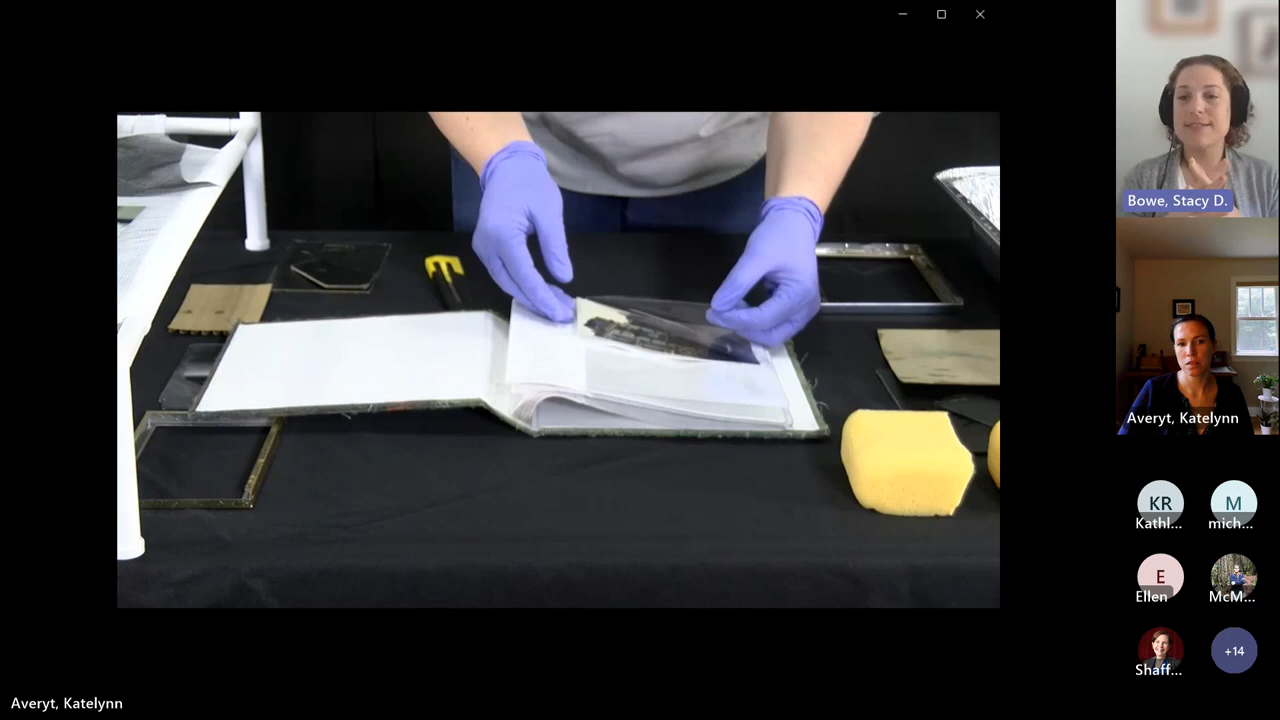 Bowe, Stacy D.
Averyt, Katelynn
KR
M
Kathl...
mich...
E
Ellen
McM...
Shaff...
+14
Averyt, Katelynn